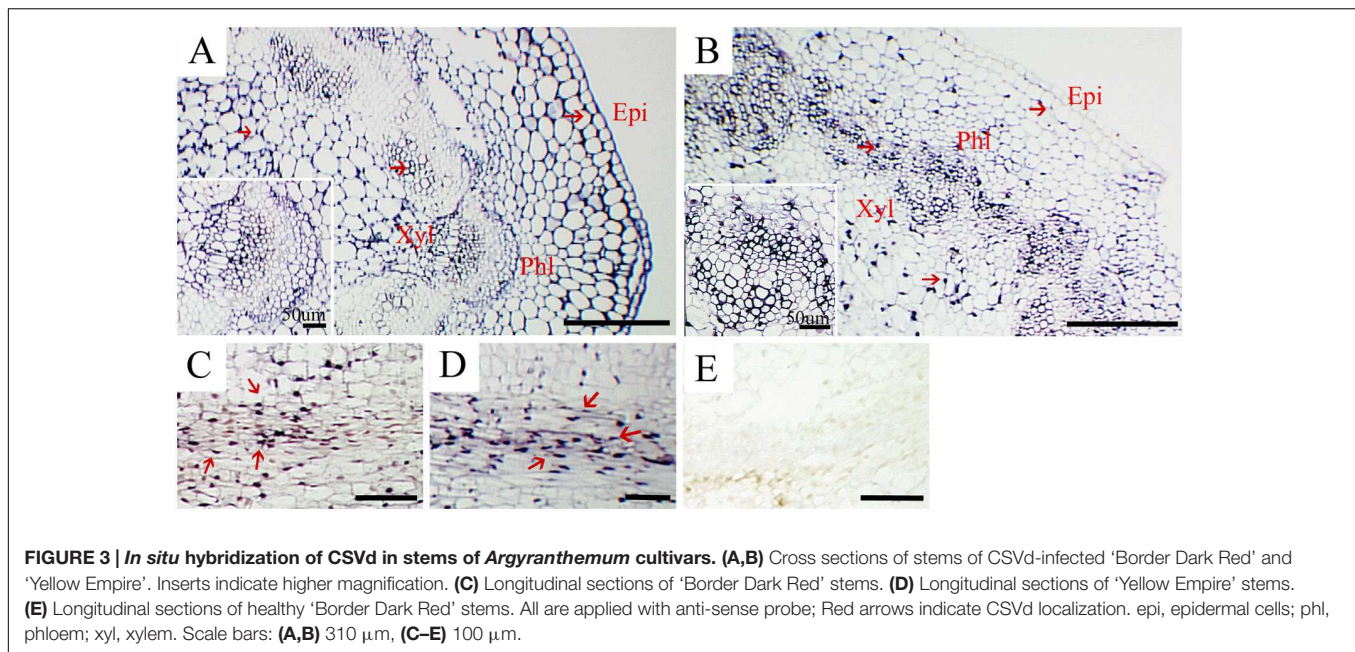 A
Epi
Xyl
Phl
50um
B
Epi
Phl
Xyl
50um
C
D
E
FIGURE 3 | In situ hybridization of CSVd in stems of Argyranthemum cultivars. (A,B) Cross sections of stems of CSVd-infected ‘Border Dark Red’ and
‘Yellow Empire’. Inserts indicate higher magnification. (C) Longitudinal sections of ‘Border Dark Red’ stems. (D) Longitudinal sections of ‘Yellow Empire’ stems.
(E) Longitudinal sections of healthy ‘Border Dark Red’ stems. All are applied with anti-sense probe; Red arrows indicate CSVd localization. epi, epidermal cells; phl,
phloem; xyl, xylem. Scale bars: (A,B) 310 μm, (C–E) 100 μm.